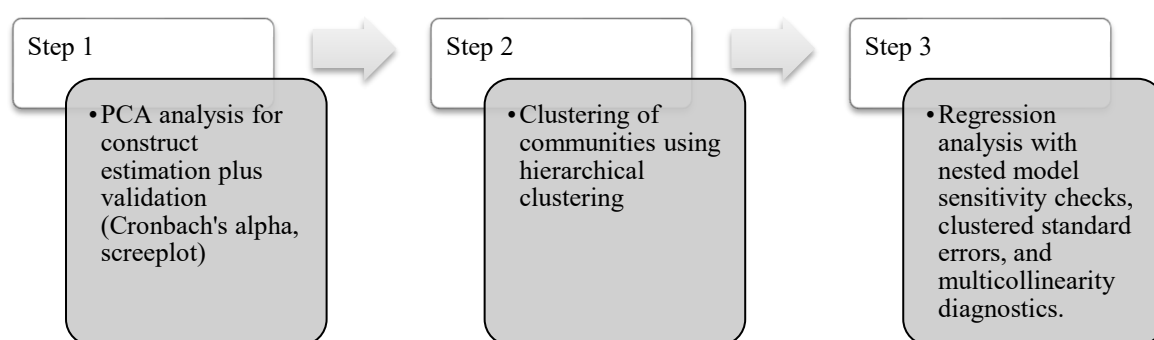 Step 1
•PCA analysis for
construct
estimation plus
validation
(Cronbach's alpha,
screeplot)
Step 2
•Clustering of
communities using
hierarchical
clustering
Step 3
•Regression
analysis with
nested model
sensitivity checks,
clustered standard
errors, and
multicollinearity
diagnostics.